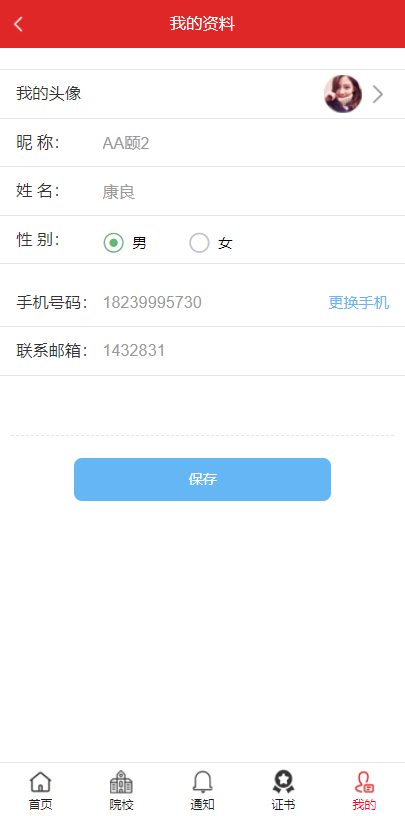 我的资料
我的头像
昵 称： AA颐2
姓 名： 康良
性 别： 男 女
手机号码： 18239995730 更换手机
联系邮箱： 1432831
保存
首页 院校 通知 证书 我的